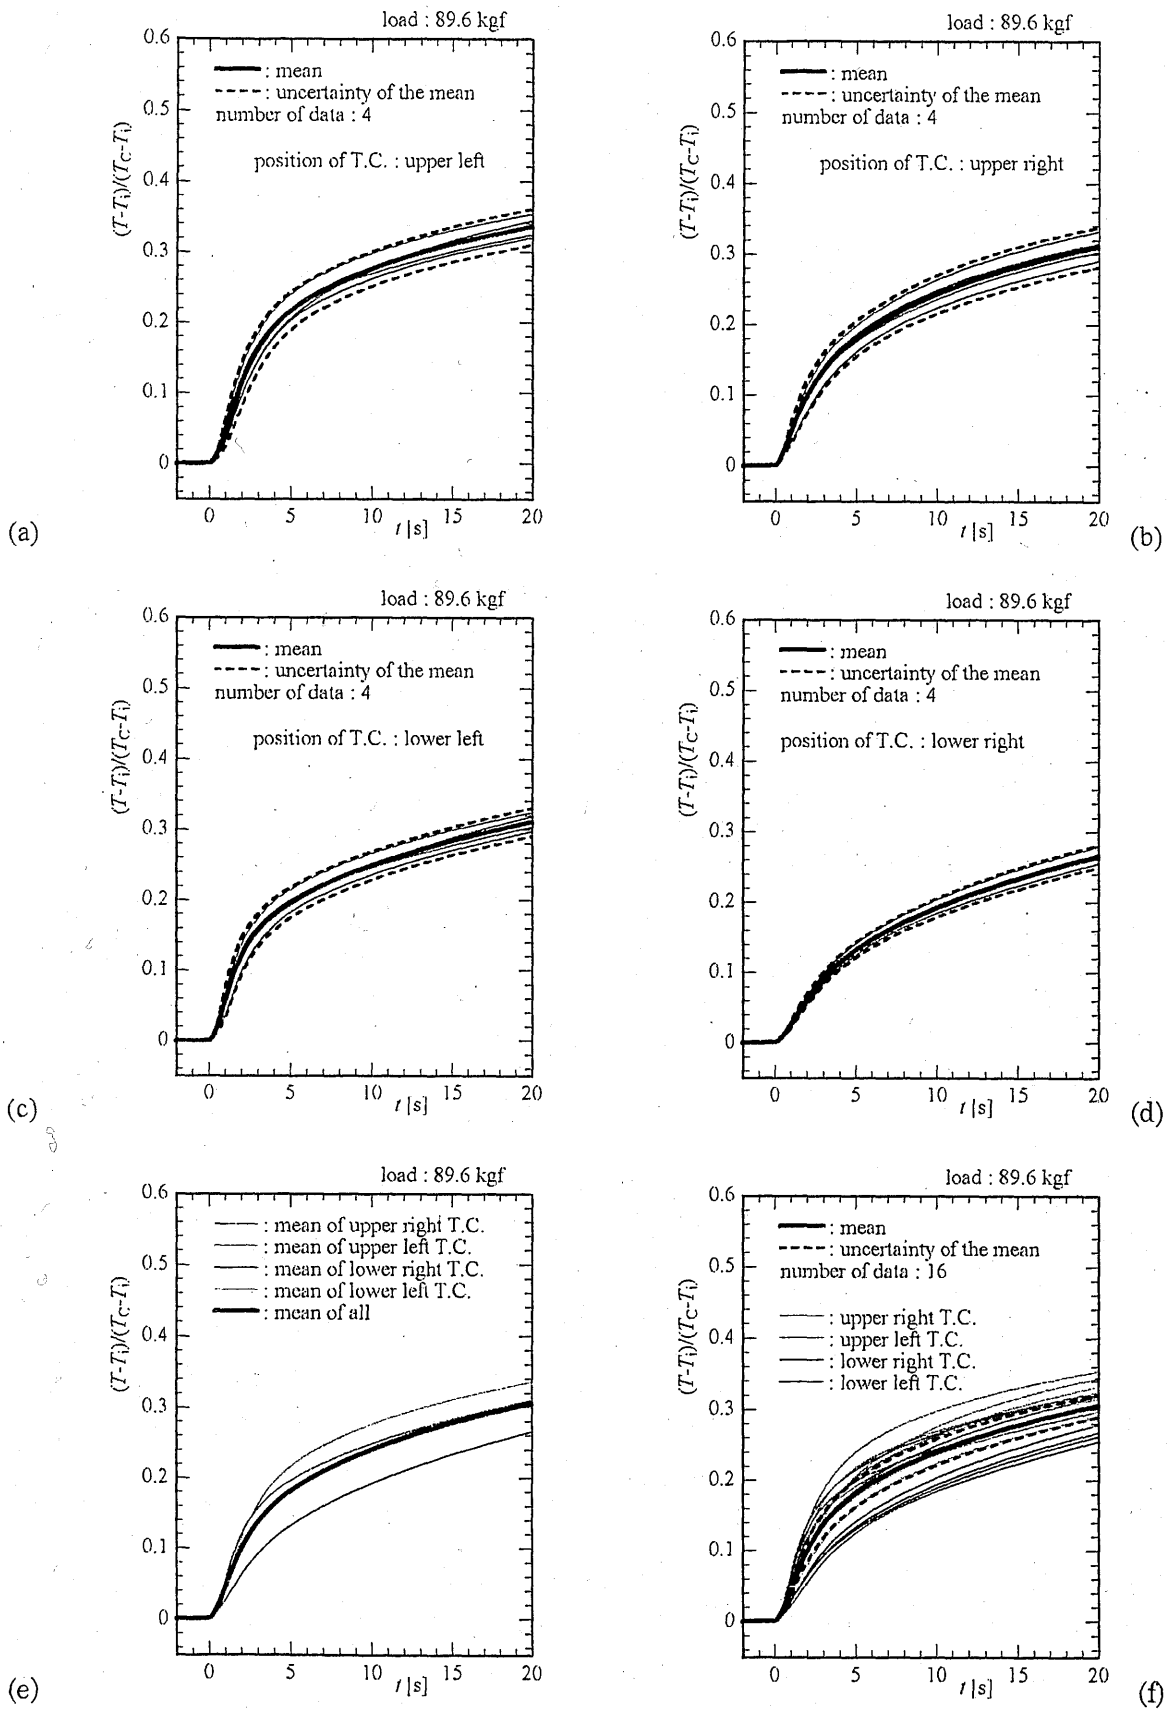 load : 89.6 kgf
0.6
0.5
0.4
0.3
0.2
0.1
0
(T-Ti)/(TC-Ti)
: mean
: uncertainty of the mean
number of data : 4
position of T.C. : upper left
0 5 10 15 20
t [s]
(a)
load : 89.6 kgf
0.6
0.5
0.4
0.3
0.2
0.1
0
(T-Ti)/(TC-Ti)
: mean
: uncertainty of the mean
number of data : 4
position of T.C. : upper right
0 5 10 15 20
t [s]
(b)
load : 89.6 kgf
0.6
0.5
0.4
0.3
0.2
0.1
0
(T-Ti)/(TC-Ti)
: mean
: uncertainty of the mean
number of data : 4
position of T.C. : lower left
0 5 10 15 20
t [s]
(c)
load : 89.6 kgf
0.6
0.5
0.4
0.3
0.2
0.1
0
(T-Ti)/(TC-Ti)
: mean
: uncertainty of the mean
number of data : 4
position of T.C. : lower right
0 5 10 15 20
t [s]
(d)
load : 89.6 kgf
0.6
0.5
0.4
0.3
0.2
0.1
0
(T-Ti)/(TC-Ti)
: mean of upper right T.C.
: mean of upper left T.C.
: mean of lower right T.C.
: mean of lower left T.C.
: mean of all
0 5 10 15 20
t [s]
(e)
load : 89.6 kgf
0.6
0.5
0.4
0.3
0.2
0.1
0
(T-Ti)/(TC-Ti)
: mean
: uncertainty of the mean
number of data : 16
: upper right T.C.
: upper left T.C.
: lower right T.C.
: lower left T.C.
0 5 10 15 20
t [s]
(f)